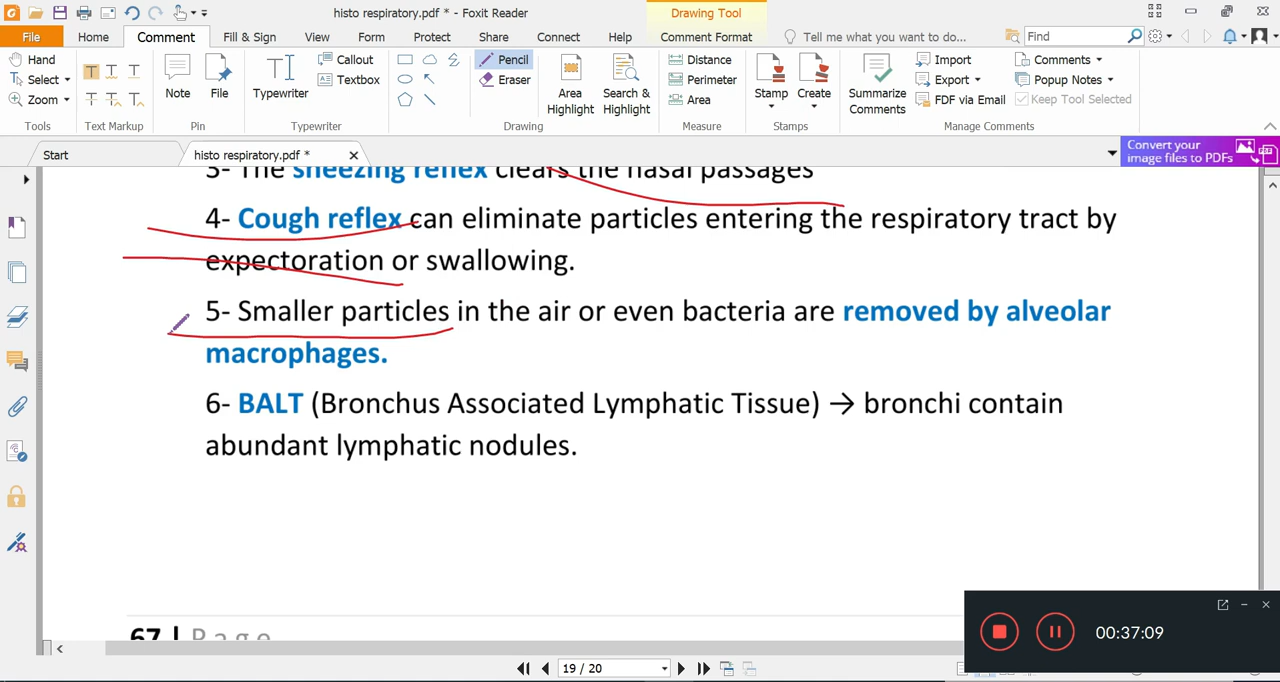 histo respiratory.pdf * - Foxit Reader
Drawing Tool
File Home Comment Fill & Sign View Form Protect Share Connect Help Comment Format Tell me what you want to do... Find
Hand Select Zoom Tools
Text Markup
Note File Pin
Typewriter Callout Textbox Typewriter
Pencil Eraser Area Highlight Search & Highlight Drawing
Distance Perimeter Area Measure
Stamp Create Stamps
Summarize Comments Import Export FDF via Email Comments Popup Notes Keep Tool Selected Manage Comments
Start histo respiratory.pdf *
Convert your
image files to PDFs
3- The sneezing reflex clears the nasal passages
4- Cough reflex can eliminate particles entering the respiratory tract by
expectoration or swallowing.
5- Smaller particles in the air or even bacteria are removed by alveolar
macrophages.
6- BALT (Bronchus Associated Lymphatic Tissue) → bronchi contain
abundant lymphatic nodules.
67 | Page
00:37:09
19 / 20